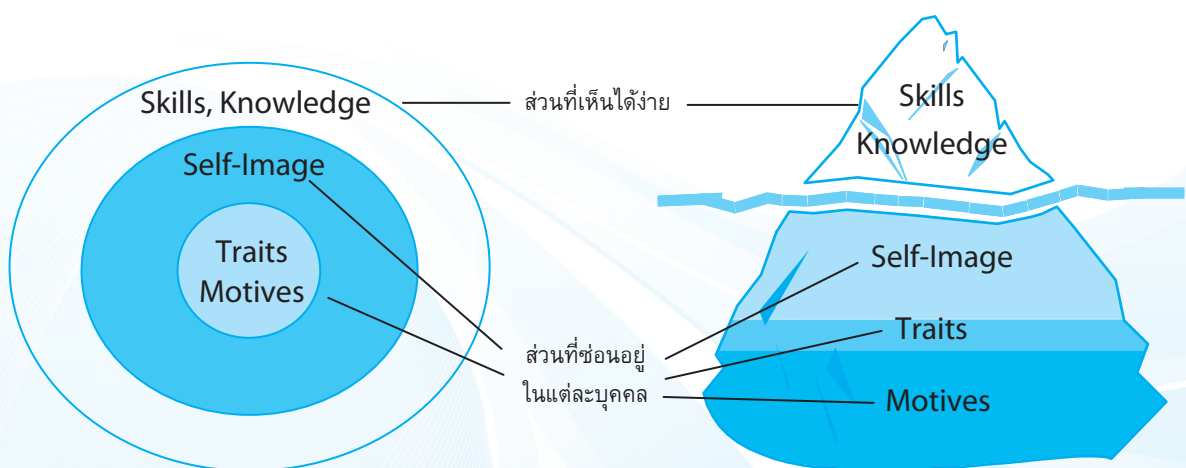 Skills, Knowledge
Self-Image
Traits
Motives
ส่วนที่เห็นได้ง่าย
ส่วนที่ซ่อนอยู่
ในแต่ละบุคคล
Skills
Knowledge
Self-Image
Traits
Motives